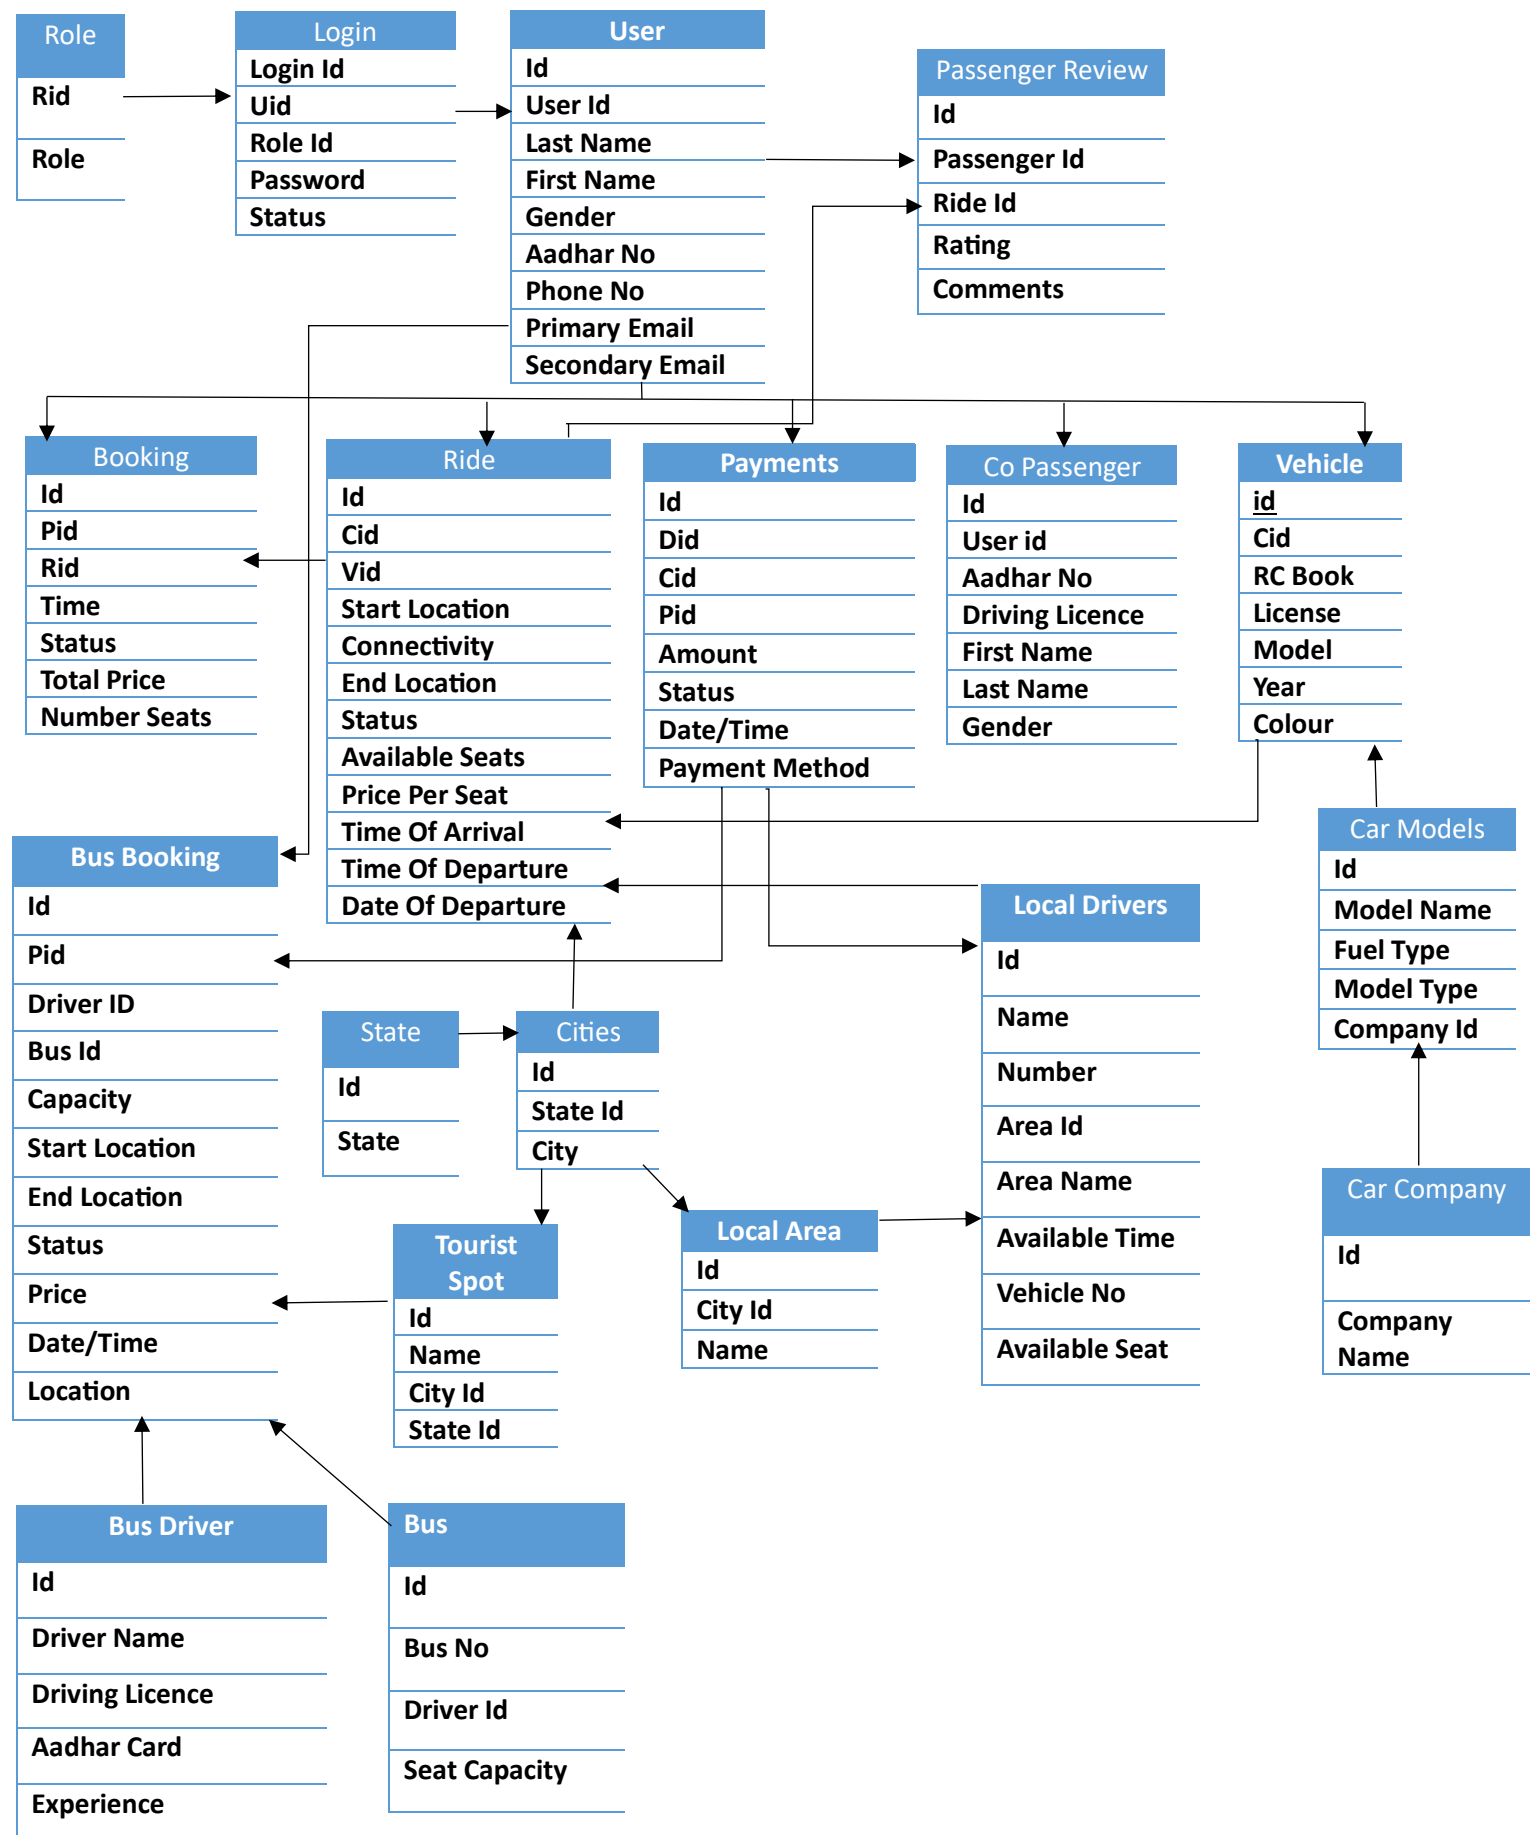 Role
Rid
Role
Login
Login Id
Uid
Role Id
Password
Status
User
Id
User Id
Last Name
First Name
Gender
Aadhar No
Phone No
Primary Email
Secondary Email
Passenger Review
Id
Passenger Id
Ride Id
Rating
Comments
Booking
Id
Pid
Rid
Time
Status
Total Price
Number Seats
Ride
Id
Cid
Vid
Start Location
Connectivity
End Location
Status
Available Seats
Price Per Seat
Time Of Arrival
Time Of Departure
Date Of Departure
Payments
Id
Did
Cid
Pid
Amount
Status
Date/Time
Payment Method
Co Passenger
Id
User id
Aadhar No
Driving Licence
First Name
Last Name
Gender
Vehicle
id
Cid
RC Book
License
Model
Year
Colour
Bus Booking
Id
Pid
Driver ID
Bus Id
Capacity
Start Location
End Location
Status
Price
Date/Time
Location
State
Id
State
Cities
Id
State Id
City
Local Drivers
Id
Name
Number
Area Id
Area Name
Available Time
Vehicle No
Available Seat
Car Models
Id
Model Name
Fuel Type
Model Type
Company Id
Tourist
Spot
Id
Name
City Id
State Id
Local Area
Id
City Id
Name
Car Company
Id
Company
Name
Bus Driver
Id
Driver Name
Driving Licence
Aadhar Card
Experience
Bus
Id
Bus No
Driver Id
Seat Capacity